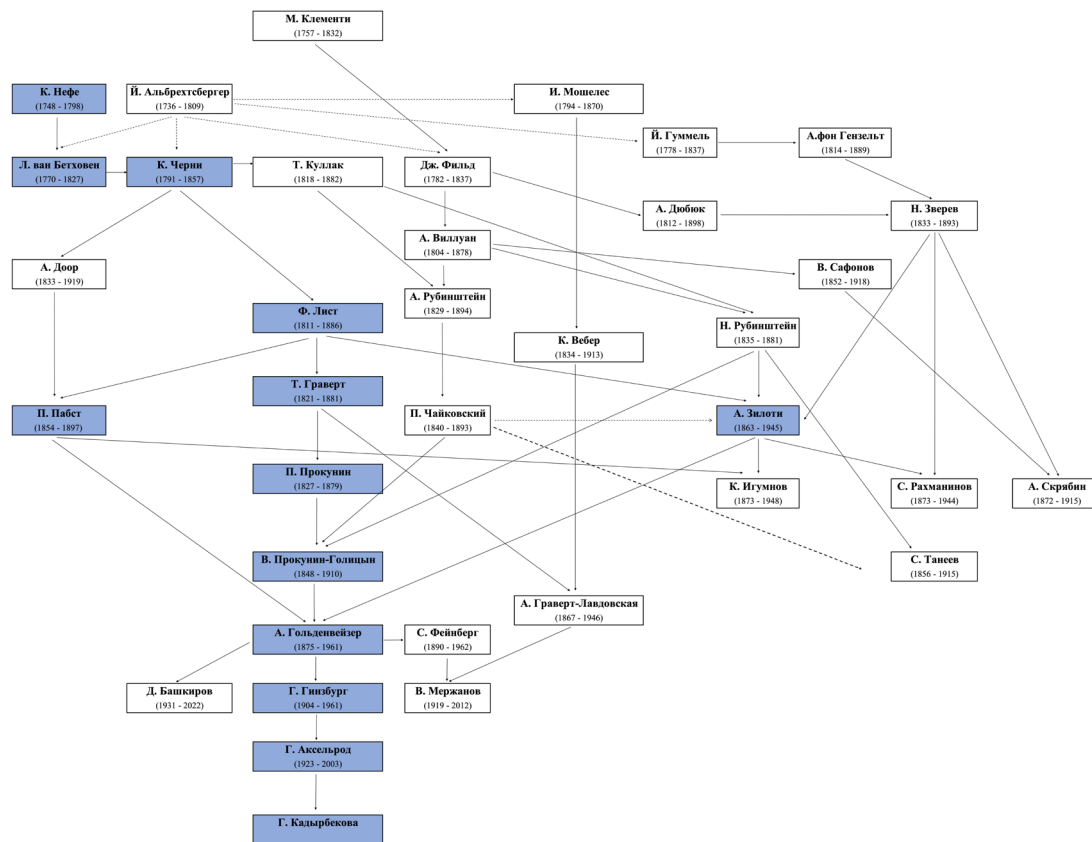 М. Клементи
(1757 - 1832)
К. Нефе
(1748 - 1798)
Й. Альбрехтсбергер
(1736 - 1809)
И. Мошелес
(1794 - 1870)
Й. Гуммель
(1778 - 1837)
А.фон Гензельт
(1814 - 1889)
Л. ван Бетховен
(1770 - 1827)
К. Черни
(1791 - 1857)
Т. Куллак
(1818 - 1882)
Дж. Фильд
(1782 - 1837)
А. Дюбюк
(1812 - 1898)
Н. Зверев
(1833 - 1893)
А. Виллуан
(1804 - 1878)
А. Доор
(1833 - 1919)
В. Сафонов
(1852 - 1918)
А. Рубинштейн
(1829 - 1894)
Ф. Лист
(1811 - 1886)
Н. Рубинштейн
(1835 - 1881)
К. Вебер
(1834 - 1913)
Т. Граверт
(1821 - 1881)
П. Пабст
(1854 - 1897)
П. Чайковский
(1840 - 1893)
А. Зилоти
(1863 - 1945)
П. Прокунин
(1827 - 1879)
К. Игумнов
(1873 - 1948)
С. Рахманинов
(1873 - 1944)
А. Скрябин
(1872 - 1915)
В. Прокунин-Голицын
(1848 - 1910)
С. Танеев
(1856 - 1915)
А. Граверт-Лавдовская
(1867 - 1946)
А. Гольденвейзер
(1875 - 1961)
С. Фейнберг
(1890 - 1962)
Д. Башкиров
(1931 - 2022)
Г. Гинзбург
(1904 - 1961)
В. Мержанов
(1919 - 2012)
Г. Аксельрод
(1923 - 2003)
Г. Кадырбекова